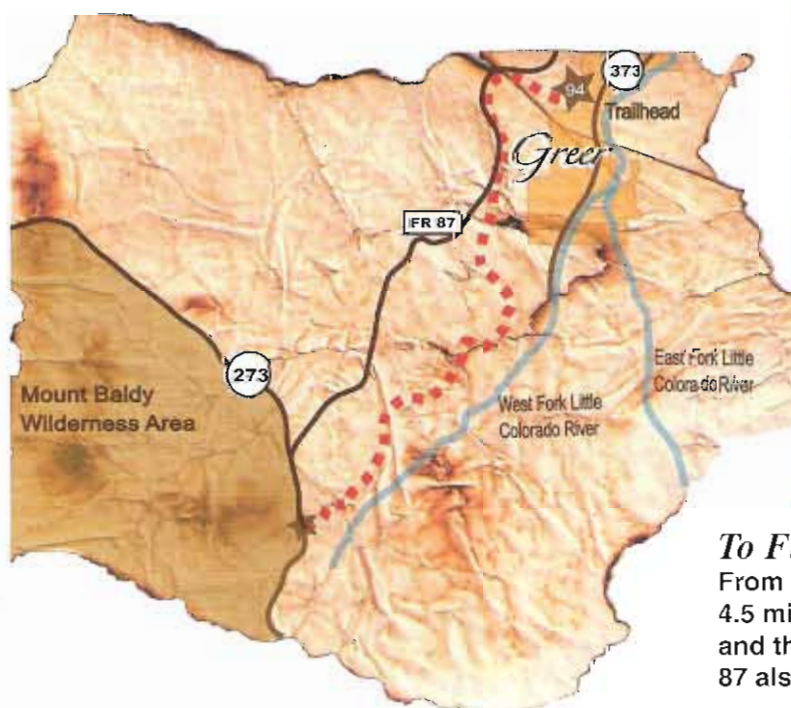 373
94
Trailhead
Greer
FR 87
273
Mount Baldy
Wilderness Area
East Fork Little
Colorado River
West Fork Little
Colorado River
To F
From
4.5 mi
and th
87 als